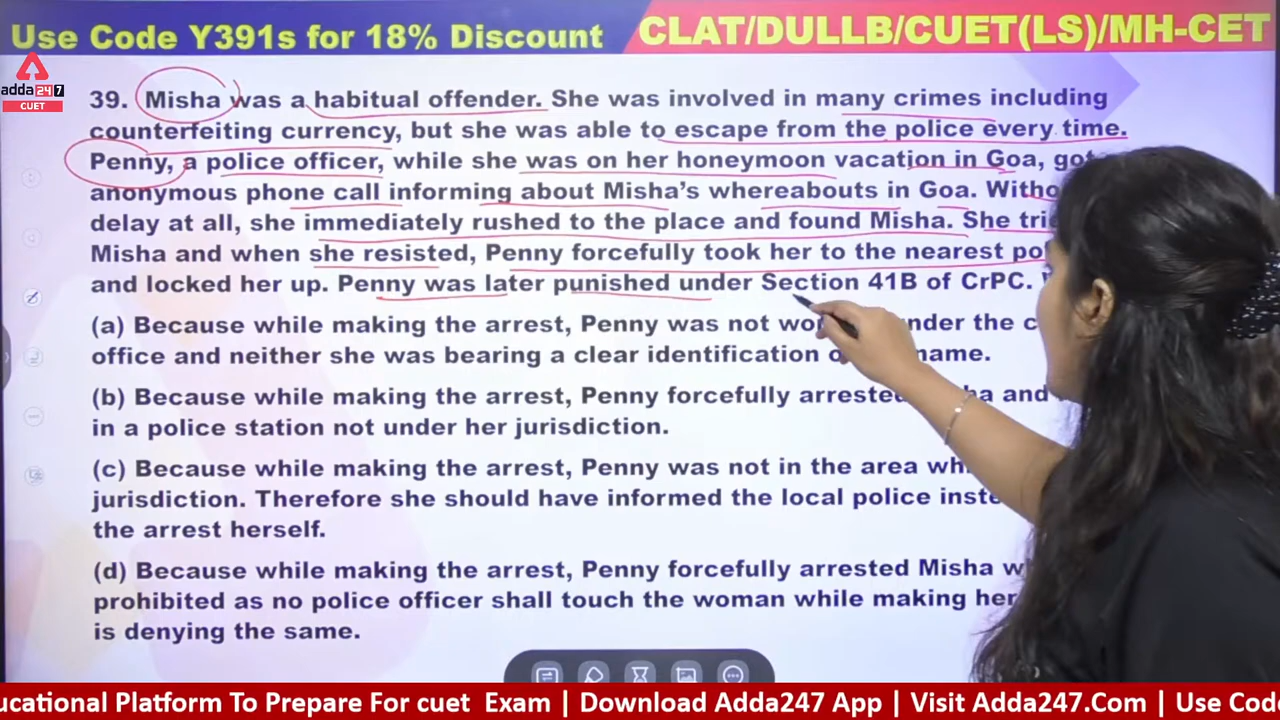 Use Code Y391s for 18% Discount
CLAT/DULLB/CUET(LS)/MH-CET
adda247
CUET
39. Misha was a habitual offender. She was involved in many crimes including
counterfeiting currency, but she was able to escape from the police every time.
Penny, a police officer, while she was on her honeymoon vacation in Goa,
anonymous phone call informing about Misha's whereabouts in Goa.
delay at all, she immediately rushed to the place and found Misha. She
Misha and when she resisted, Penny forcefully took her to the nearest
and locked her up. Penny was later punished under Section 41B of CrPC.
(a) Because while making the arrest, Penny was not under the
office and neither she was bearing a clear identification name.
(b) Because while making the arrest, Penny forcefully and
in a police station not under her jurisdiction.
(c) Because while making the arrest, Penny was not in the area
jurisdiction. Therefore she should have informed the local police
the arrest herself.
(d) Because while making the arrest, Penny forcefully arrested Misha
prohibited as no police officer shall touch the woman while making her
is denying the same.
ucational Platform To Prepare For cuet Exam | Download Adda247 App | Visit Adda247.Com | Use Code